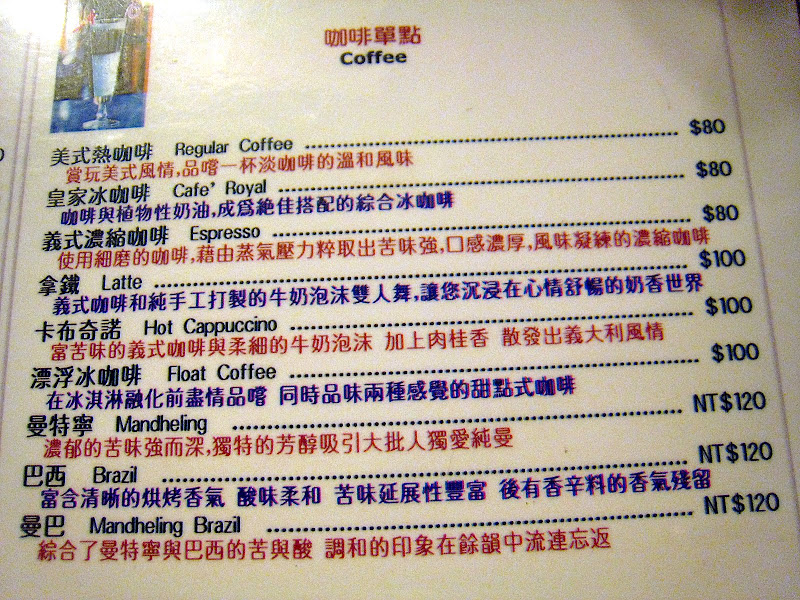 咖啡單點
Coffee
美式熱咖啡 Regular Coffee $80
賞玩美式風情,品嚐一杯淡咖啡的溫和風味
皇家冰咖啡 Cafe' Royal $80
咖啡與植物性奶油,成爲絶佳搭配的綜合冰咖啡
義式濃縮咖啡 Espresso $80
使用細磨的咖啡,藉由蒸氣壓力粹取出苦味強,口感濃厚,風味凝練的濃縮咖啡
拿鐵 Latte $100
義式咖啡和純手工打製的牛奶泡沫雙人舞,讓您沉浸在心情舒暢的奶香世界
卡布奇諾 Hot Cappuccino $100
富苦味的義式咖啡與柔細的牛奶泡沫 加上肉桂香 散發出義大利風情
漂浮冰咖啡 Float Coffee $100
在冰淇淋融化前盡情品嚐 同時品味兩種感覺的甜點式咖啡
曼特寧 Mandheling NT$120
濃郁的苦味強而深,獨特的芳醇吸引大批人獨愛純曼
巴西 Brazil NT$120
富含清晰的烘烤香氣 酸味柔和 苦味延展性豐富 後有香辛料的香氣殘留
曼巴 Mandheling Brazil NT$120
綜合了曼特寧與巴西的苦與酸 調和的印象在餘韻中流連忘返